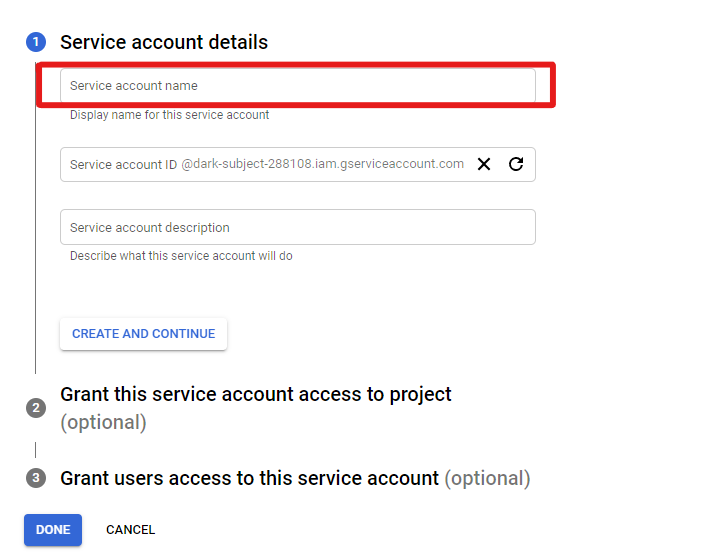 1 Service account details
Service account name
Display name for this service account
Service account ID @dark-subject-288108.iam.gserviceaccount.com
Service account description
Describe what this service account will do
CREATE AND CONTINUE
2 Grant this service account access to project
(optional)
3 Grant users access to this service account (optional)
DONE CANCEL